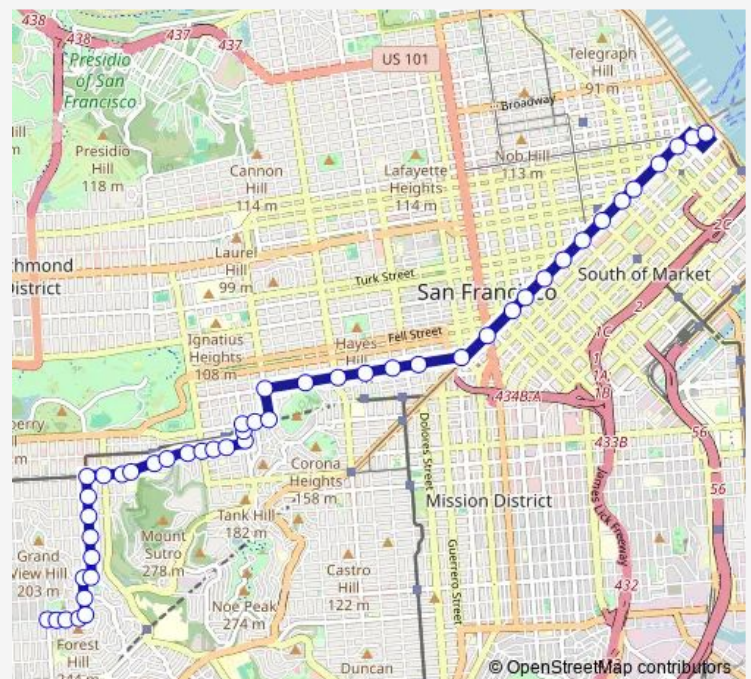 438
438
437
437
Presidio
of San
Francisco
US 101
Telegraph
Hill
91 m
Broadway
Presidio
Hill
118 m
Cannon
Hill
114 m
Lafayette
Heights
114 m
Nob Hill
113 m
Laurel
Hill
99 m
hmond
District
Turk Street
San Francisco
South of Market
2C
2
Ignatius
Heights
108 m
Hayes
Hill
Fell Street
1C
1
1A
1B
434B.A
433B
56
56
Dolores Street
James Lick Freeway
Corona
Heights
158 m
Mission District
Tank Hill
182 m
Mount
Sutro
278 m
Grand
View Hill
203 m
Castro
Hill
122 m
Guerrero Street
432
Noe Peak
274 m
Forest
Hill
244 m
Duncan
© OpenStreetMap contributors